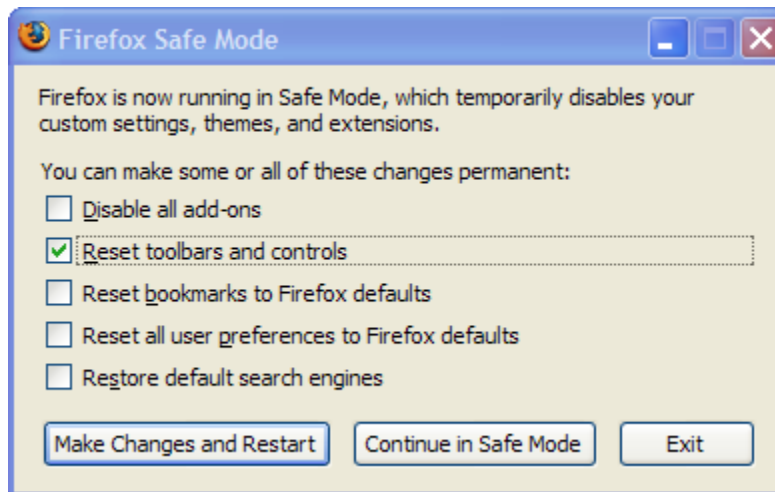 Firefox Safe Mode
Firefox is now running in Safe Mode, which temporarily disables your
custom settings, themes, and extensions.
You can make some or all of these changes permanent:
Disable all add-ons
Reset toolbars and controls
Reset bookmarks to Firefox defaults
Reset all user preferences to Firefox defaults
Restore default search engines
Make Changes and Restart Continue in Safe Mode Exit